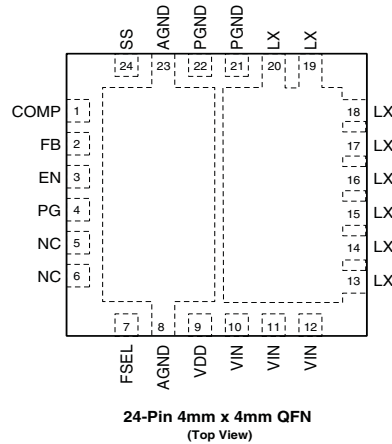 SS
AGND
PGND
PGND
LX
LX
24
23
22
21
20
19
COMP 1
FB 2
EN 3
PG 4
NC 5
NC 6
18 LX
17 LX
16 LX
15 LX
14 LX
13 LX
7
8
9
10
11
12
FSEL
AGND
VDD
VIN
VIN
VIN
24-Pin 4mm x 4mm QFN
(Top View)